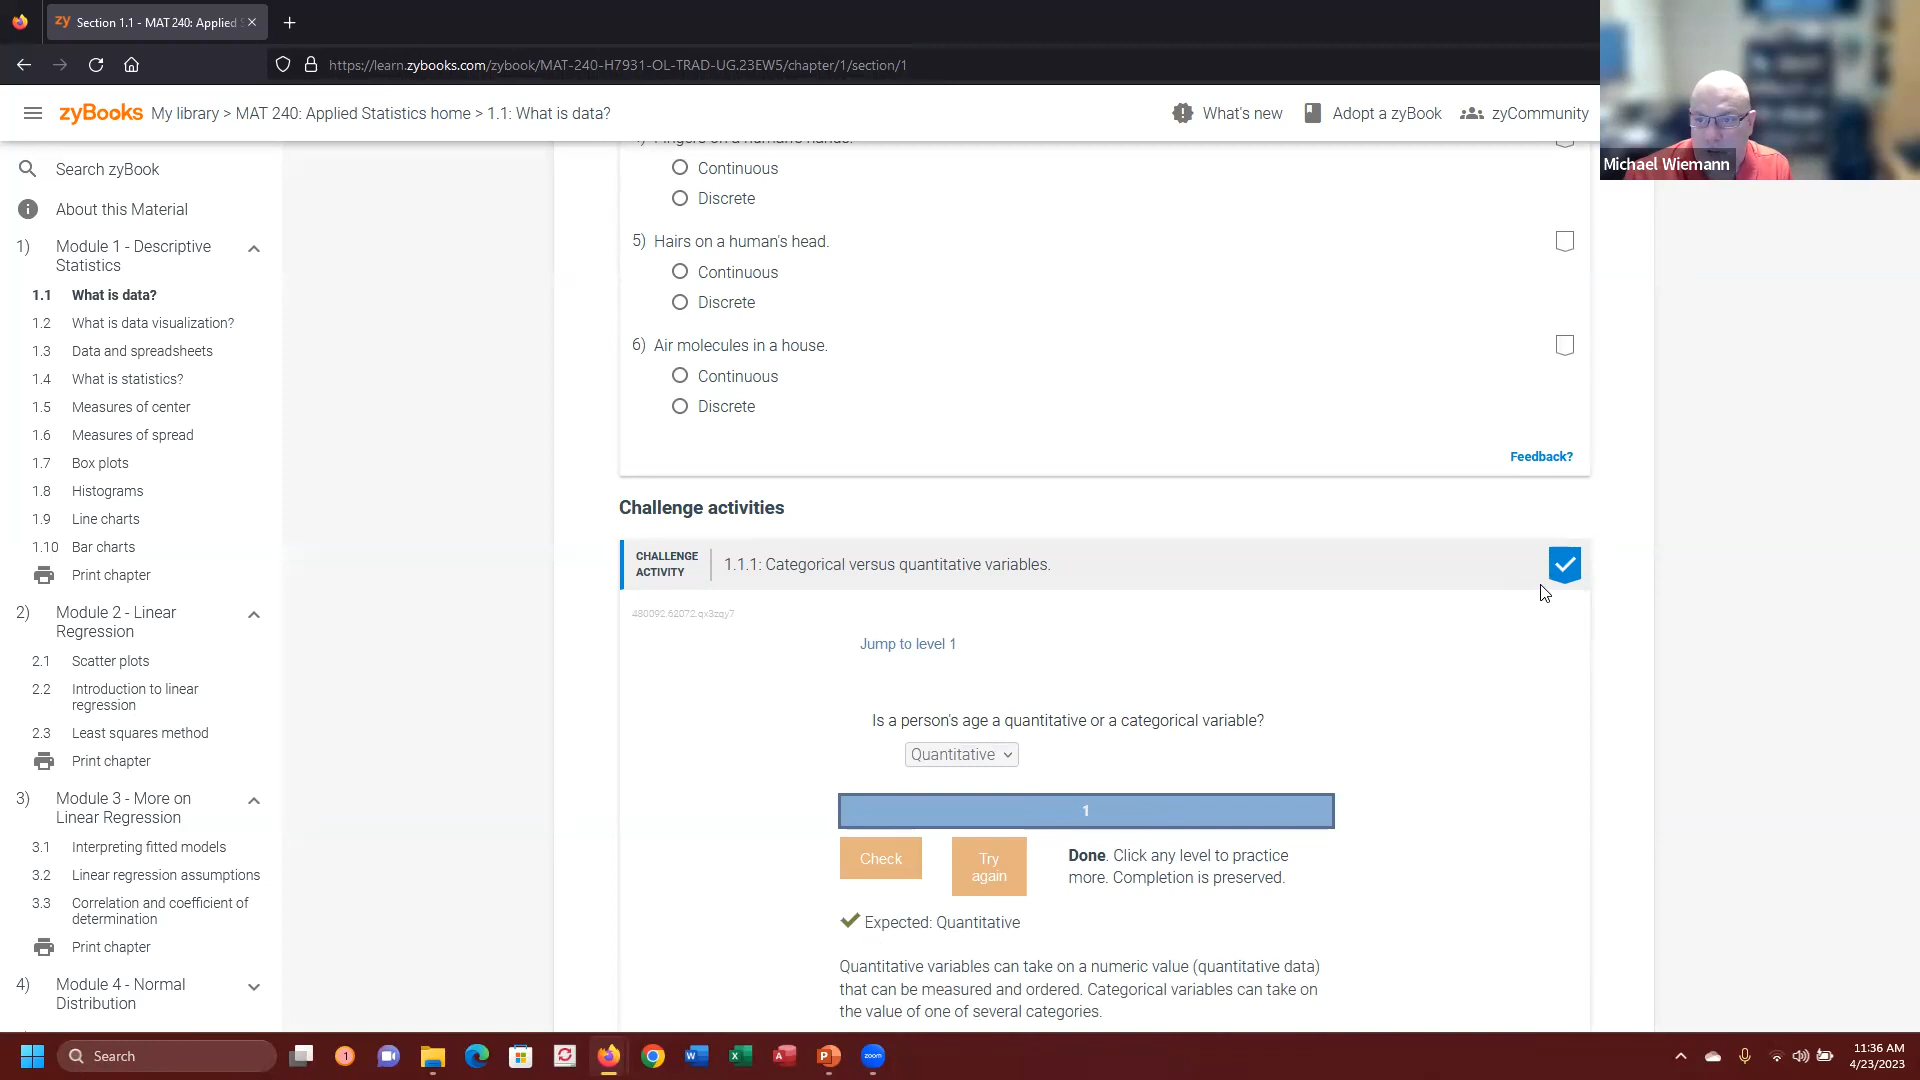 Section 1.1 - MAT 240: Applied S
https://learn.zybooks.com/zybook/MAT-240-H7931-OL-TRAD-UG.23EW5/chapter/1/section/1
zyBooks My library > MAT 240: Applied Statistics home > 1.1: What is data?
What's new
Adopt a zyBook
zyCommunity
Michael Wiemann
Search zyBook
About this Material
1) Module 1 - Descriptive
Statistics
1.1 What is data?
1.2 What is data visualization?
1.3 Data and spreadsheets
1.4 What is statistics?
1.5 Measures of center
1.6 Measures of spread
1.7 Box plots
1.8 Histograms
1.9 Line charts
1.10 Bar charts
Print chapter
2) Module 2 - Linear
Regression
2.1 Scatter plots
2.2 Introduction to linear
regression
2.3 Least squares method
Print chapter
3) Module 3 - More on
Linear Regression
3.1 Interpreting fitted models
3.2 Linear regression assumptions
3.3 Correlation and coefficient of
determination
Print chapter
4) Module 4 - Normal
Distribution
4) Fingers on a human's hands.
Continuous
Discrete
5) Hairs on a human's head.
Continuous
Discrete
6) Air molecules in a house.
Continuous
Discrete
Feedback?
Challenge activities
CHALLENGE
ACTIVITY
1.1.1: Categorical versus quantitative variables.
480092.62072.qx3zqy7
Jump to level 1
Is a person's age a quantitative or a categorical variable?
Quantitative
1
Check
Try
again
Done. Click any level to practice
more. Completion is preserved.
Expected: Quantitative
Quantitative variables can take on a numeric value (quantitative data)
that can be measured and ordered. Categorical variables can take on
the value of one of several categories.
Search
zoom
11:36 AM
4/23/2023